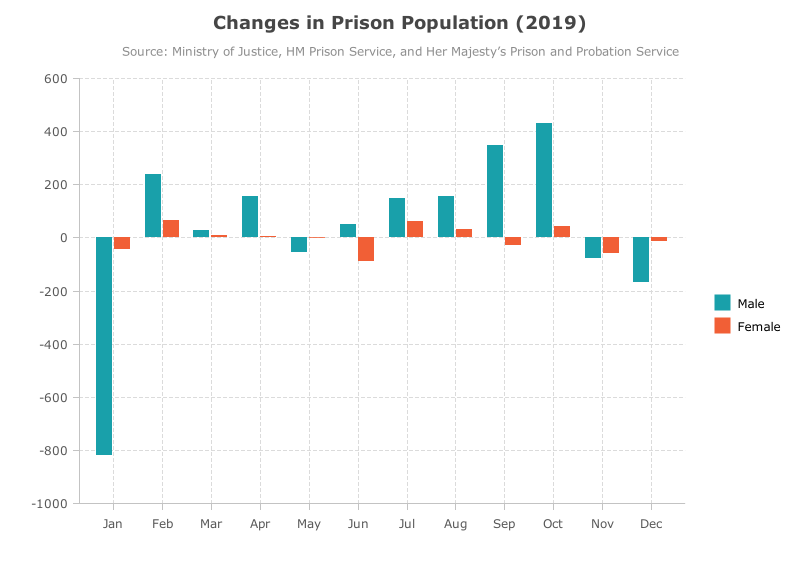 Changes in Prison Population (2019)
Source: Ministry of Justice, HM Prison Service, and Her Majesty’s Prison and Probation Service
600
400
200
0
-200
-400
-600
-800
-1000
Jan Feb Mar Apr May Jun Jul Aug Sep Oct Nov Dec
Male
Female